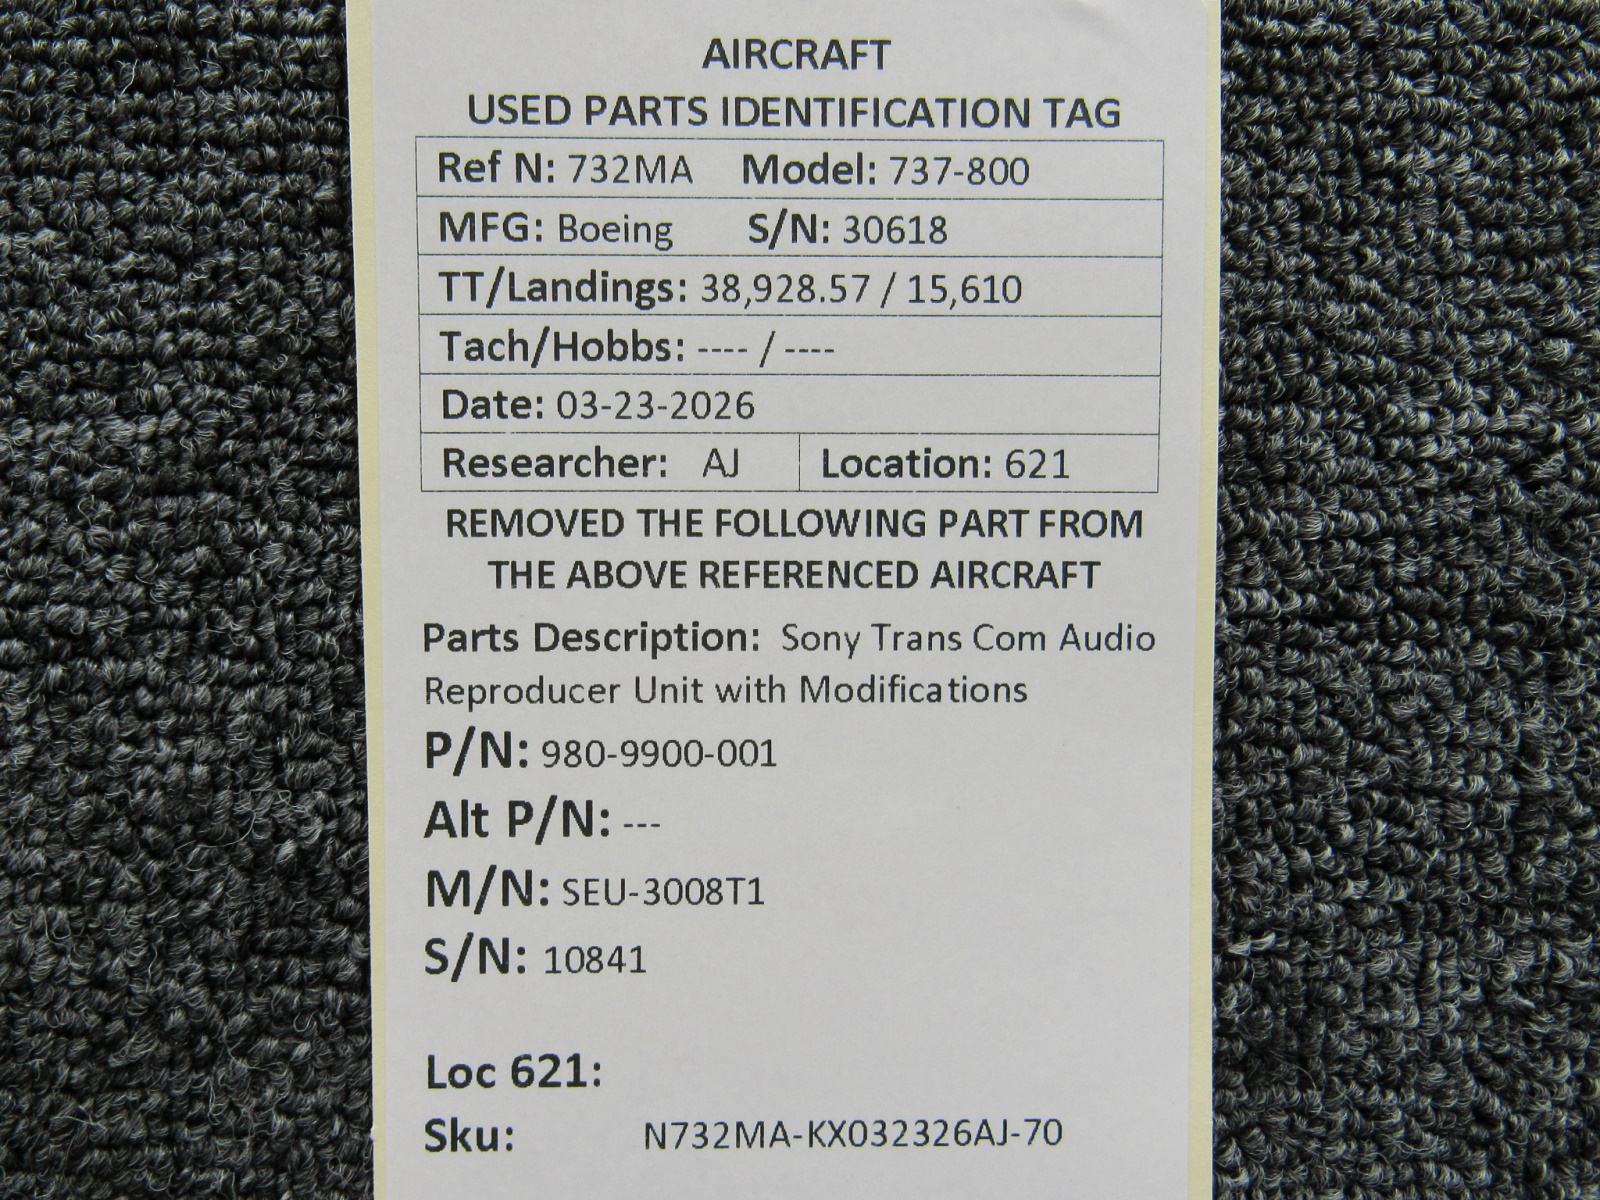 AIRCRAFT
USED PARTS IDENTIFICATION TAG
Ref N: 732MA Model: 737-800
MFG: Boeing S/N: 30618
TT/Landings: 38,928.57 / 15,610
Tach/Hobbs: ---- / ----
Date: 03-23-2026
Researcher: AJ Location: 621
REMOVED THE FOLLOWING PART FROM
THE ABOVE REFERENCED AIRCRAFT
Parts Description: Sony Trans Com Audio
Reproducer Unit with Modifications
P/N: 980-9900-001
Alt P/N: ---
M/N: SEU-3008T1
S/N: 10841
Loc 621:
Sku: N732MA-KX032326AJ-70